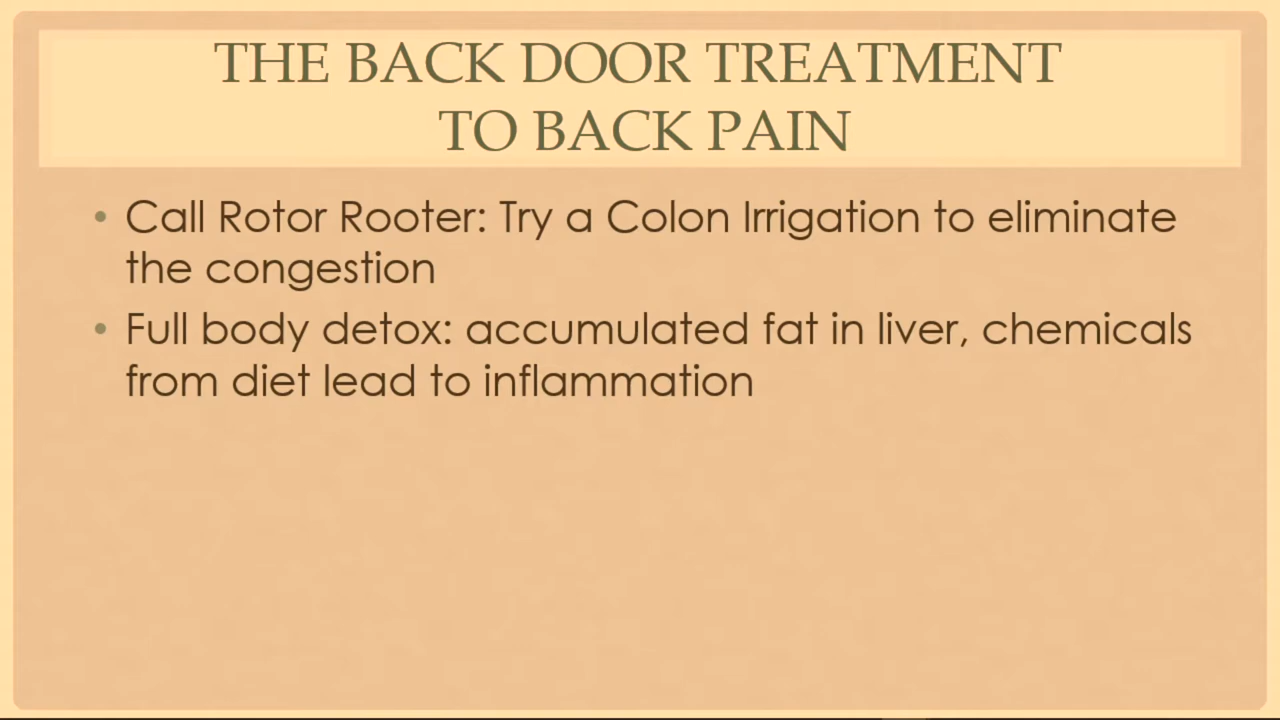 THE BACK DOOR TREATMENT
TO BACK PAIN
• Call Rotor Rooter: Try a Colon Irrigation to eliminate
the congestion
• Full body detox: accumulated fat in liver, chemicals
from diet lead to inflammation